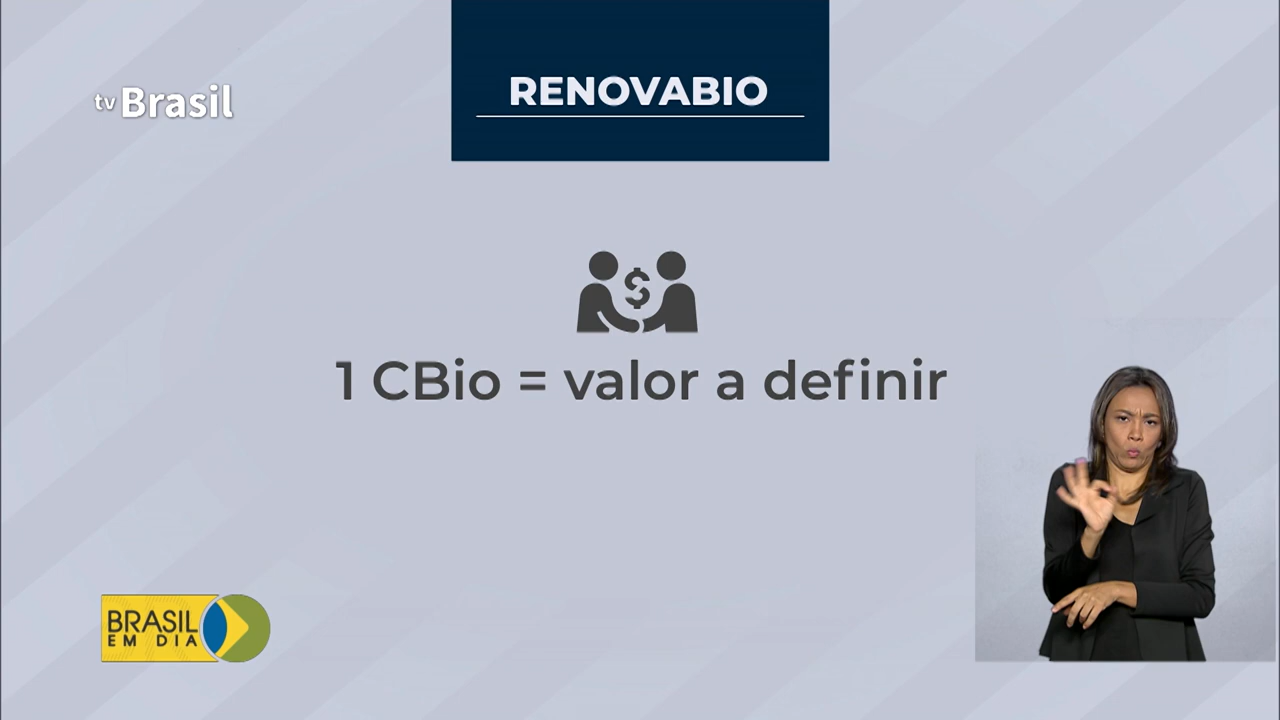 RENOVABIO
tv Brasil
$
1 CBio = valor a definir
BRASIL
EM DIA